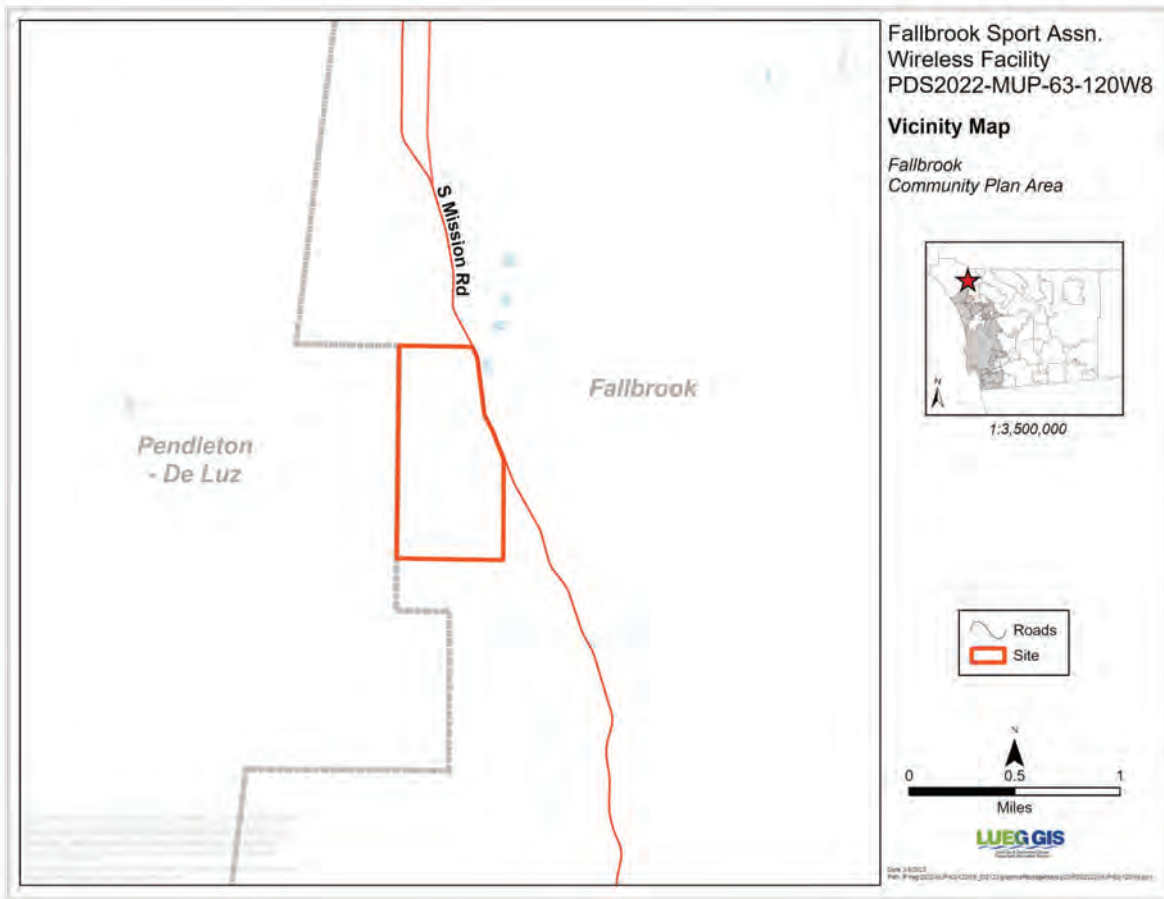 Fallbrook Sport Assn.
Wireless Facility
PDS2022-MUP-63-120W8
Vicinity Map
Fallbrook
Community Plan Area
S Mission Rd
Fallbrook
Pendleton
- De Luz
N
1:3,500,000
Roads
Site
N
0 0.5 1
Miles
LUEG GIS